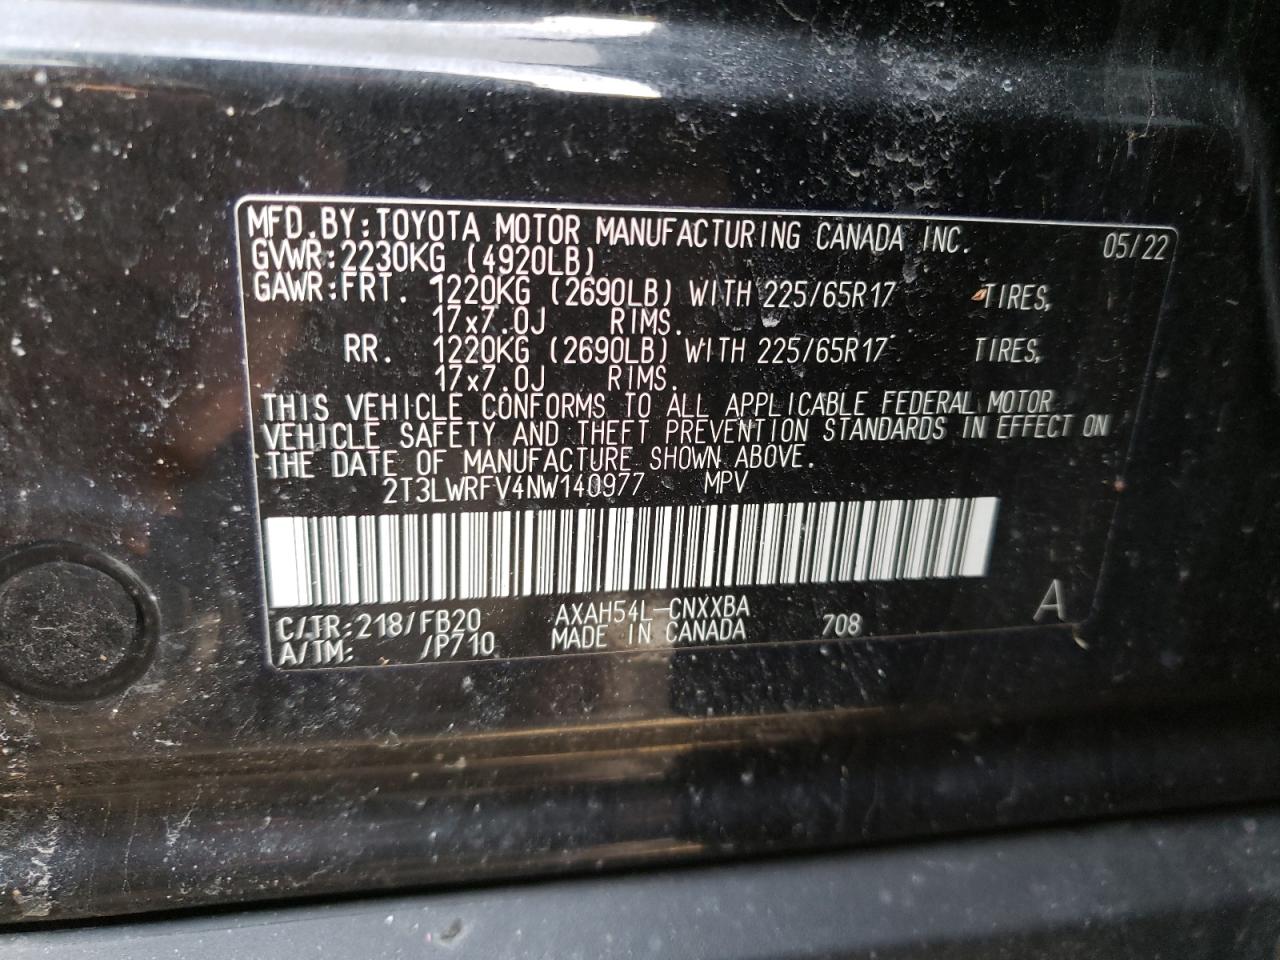 MFD.BY:TOYOTA MOTOR MANUFACTURING CANADA INC. 05/22
GVWR:2230KG (4920LB)
GAWR:FRT. 1220KG (2690LB) WITH 225/65R17 TIRES,
17x7.0J RIMS.
RR. 1220KG (2690LB) WITH 225/65R17 TIRES,
17x7.0J RIMS.
THIS VEHICLE CONFORMS TO ALL APPLICABLE FEDERAL MOTOR
VEHICLE SAFETY AND THEFT PREVENTION STANDARDS IN EFFECT ON
THE DATE OF MANUFACTURE SHOWN ABOVE.
2T3LWRFV4NW140977 MPV
C/TR:218/FB20 AXAH54L-CNXXBA
A/TM: /P710 MADE IN CANADA 708 A